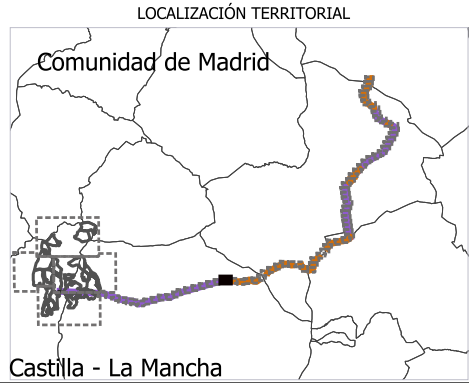 LOCALIZACIÓN TERRITORIAL
Comunidad de Madrid
Castilla - La Mancha